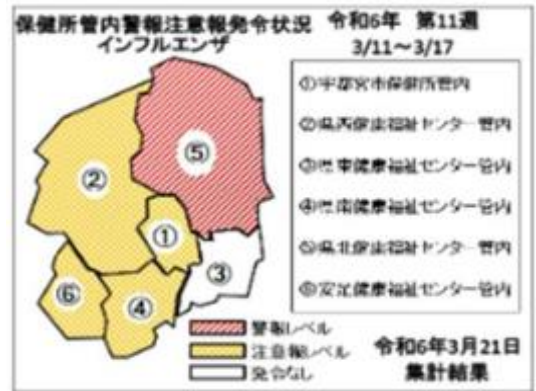 保健所管内警報注意報発令状況 令和6年 第11週
インフルエンザ 3/11～3/17
①宇都宮市保健所管内
②県西健康福祉センター管内
③県東健康福祉センター管内
④県南健康福祉センター管内
⑤県北健康福祉センター管内
⑥安足健康福祉センター管内
⑤
②
①
③
⑥
④
警報レベル
注意報レベル
発令なし
令和6年3月21日
集計結果